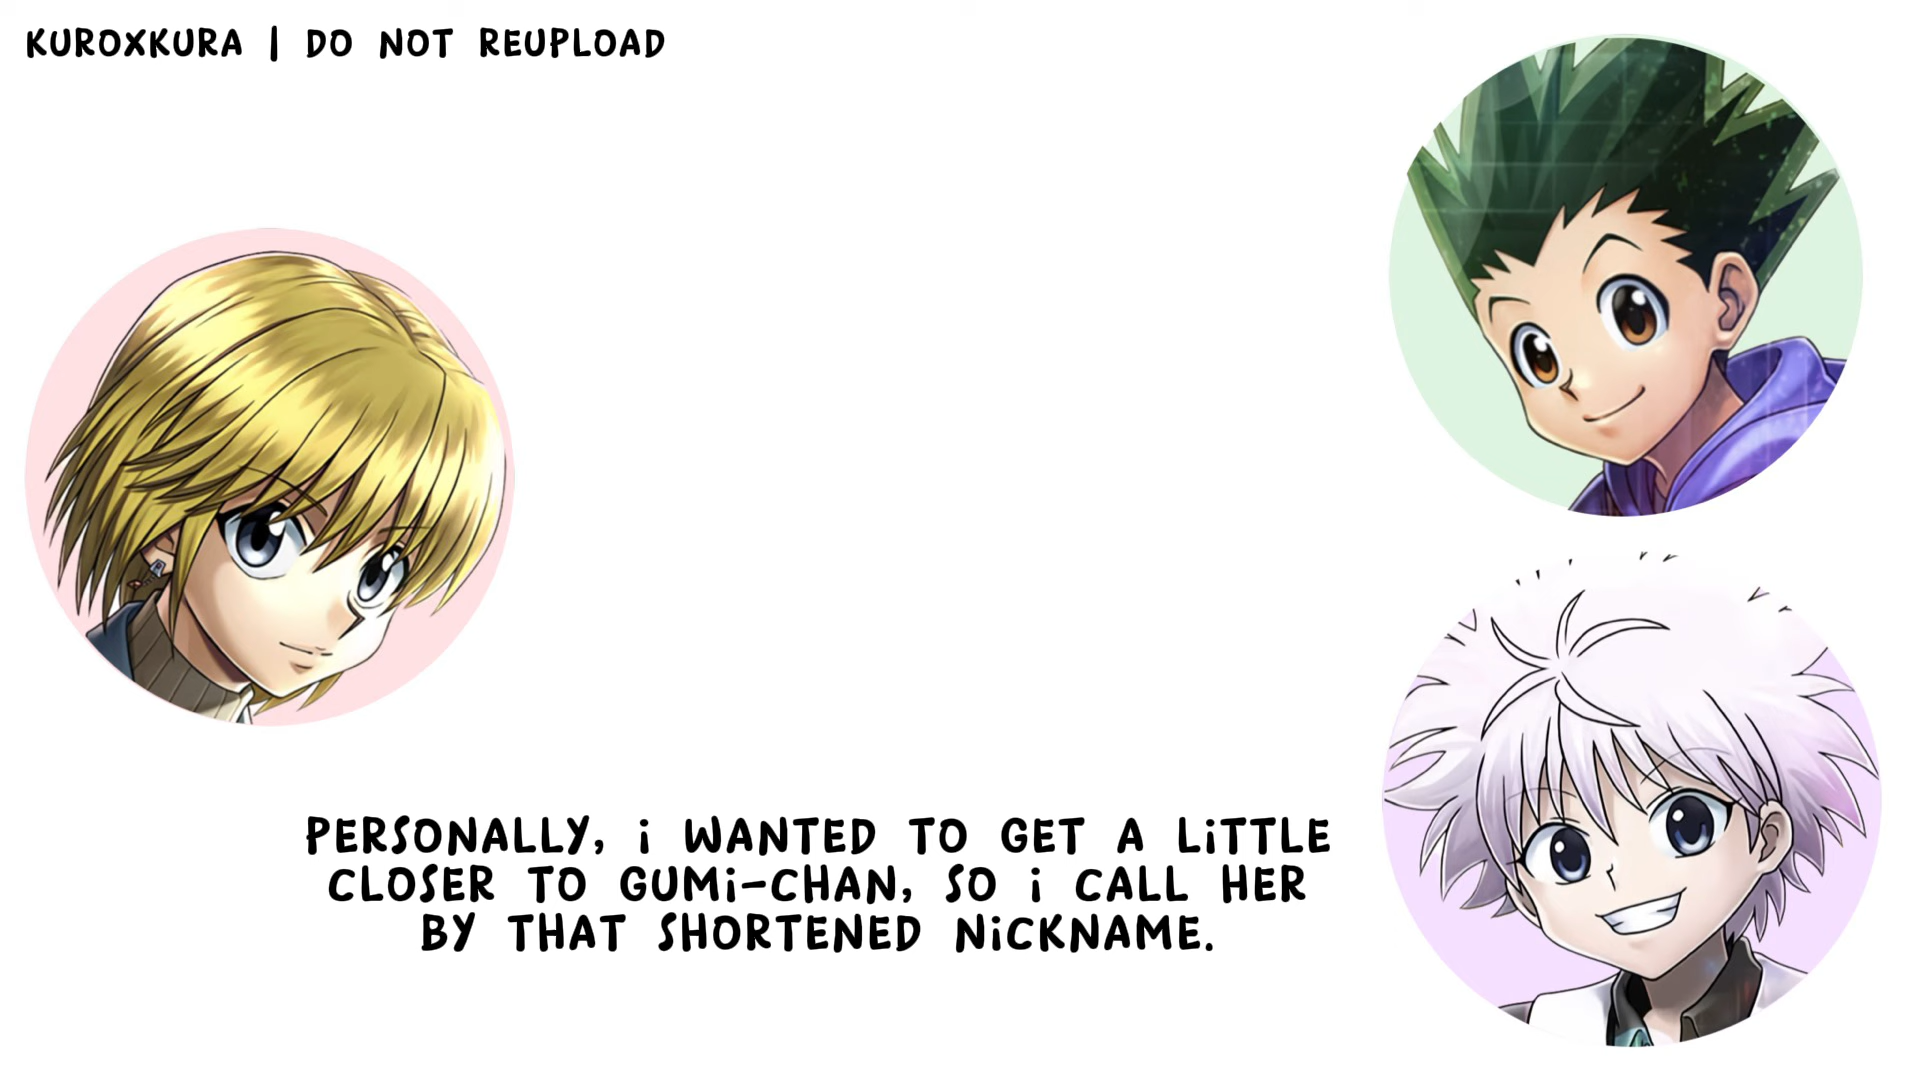 KUROXKURA | DO NOT REUPLOAD
PERSONALLY, i WANTED TO GET A LiTTLE
CLOSER TO GUMi-CHAN, SO i CALL HER
BY THAT SHORTENED NiCKNAME.